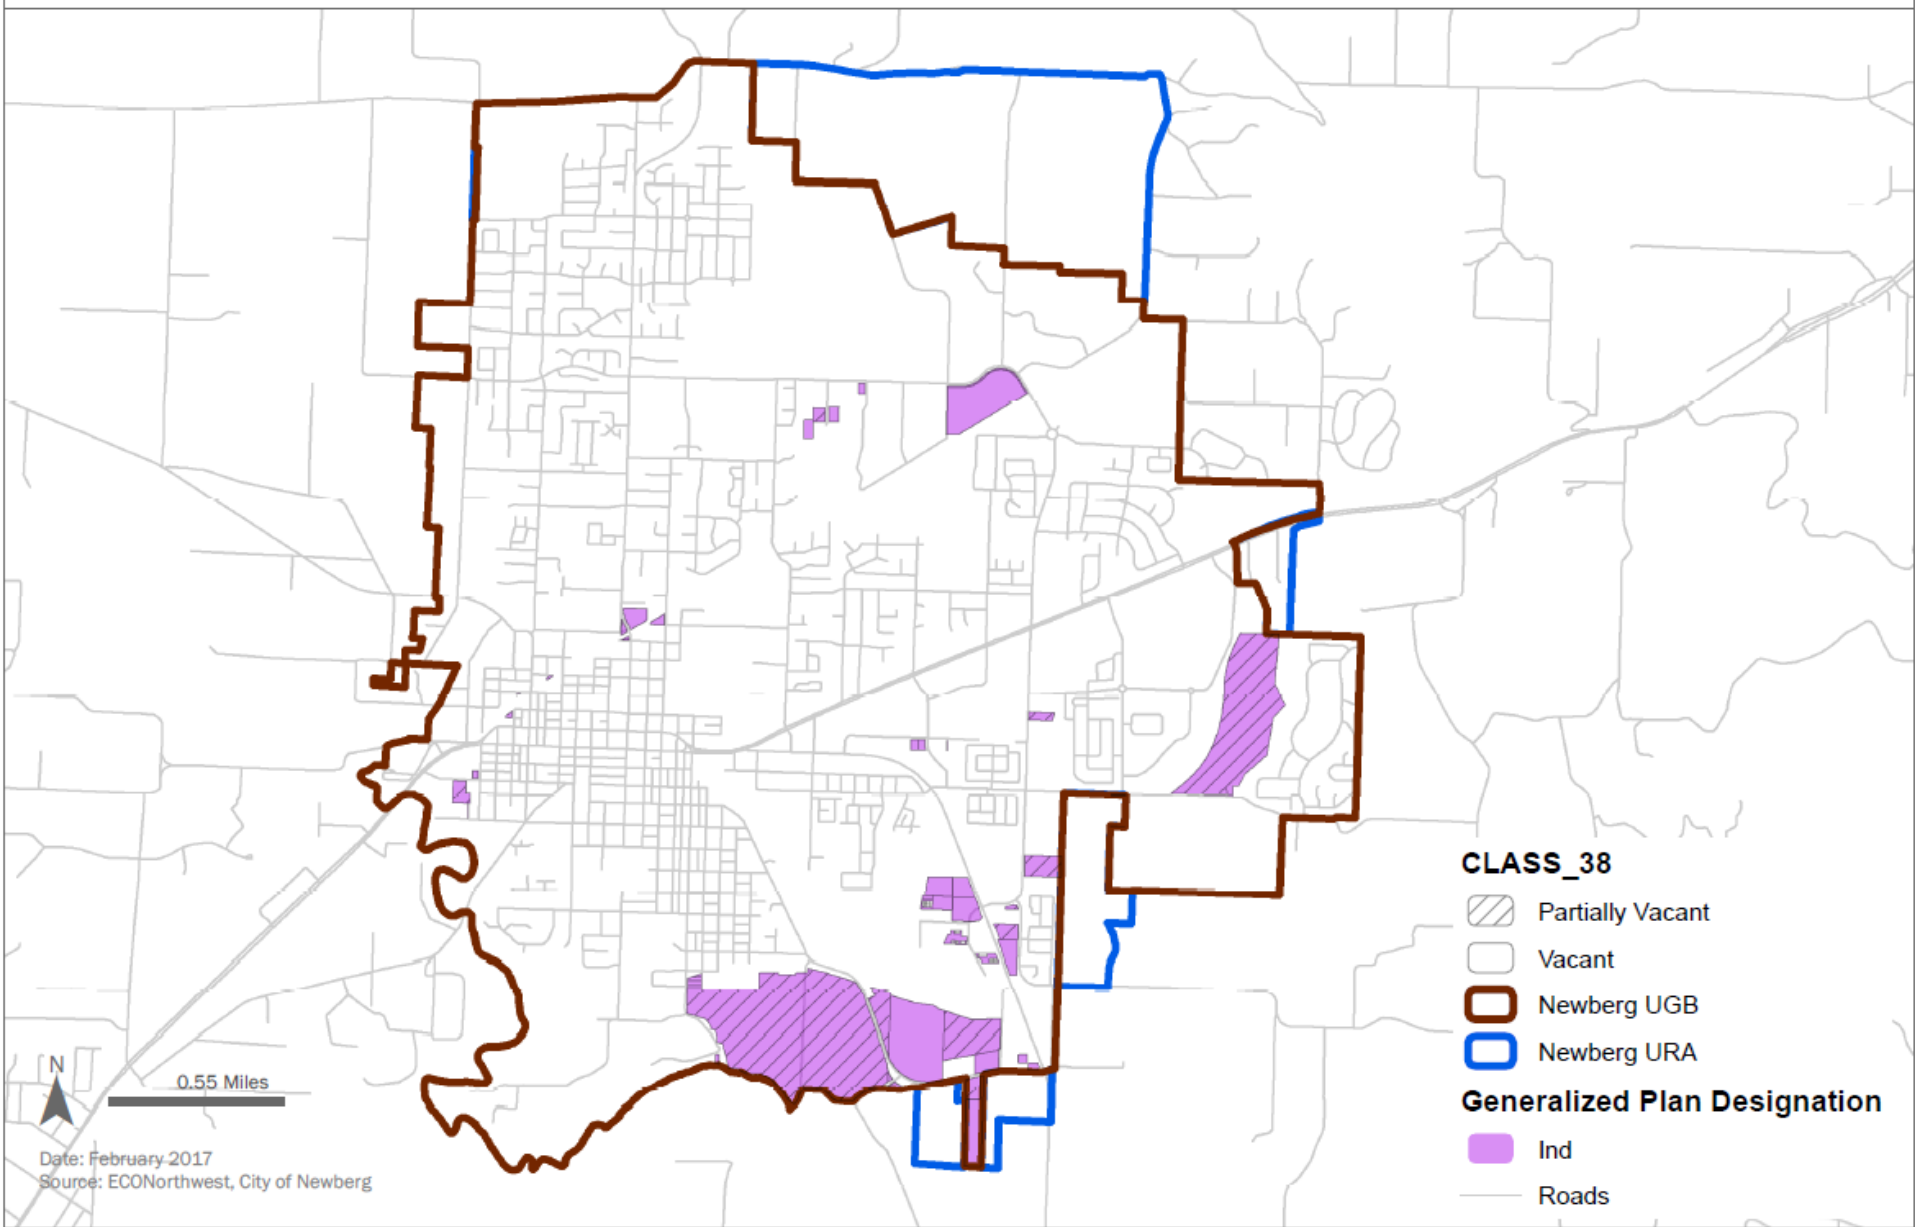 CLASS_38
Partially Vacant
Vacant
Newberg UGB
Newberg URA
Generalized Plan Designation
Ind
Roads
N
0.55 Miles
Date: February 2017
Source: ECONorthwest, City of Newberg